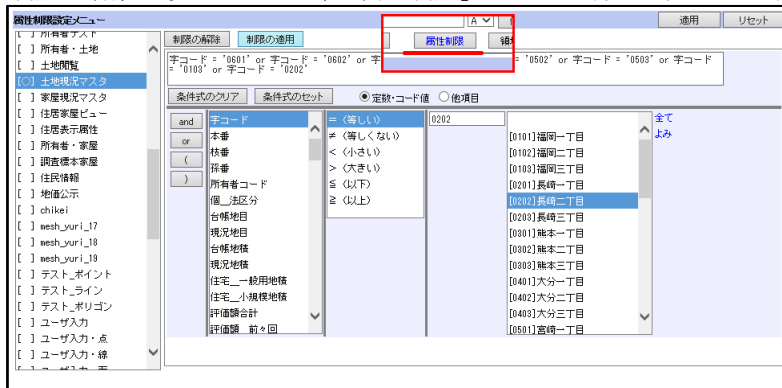 属性制限設定メニュー
A
適用
リセット
制限の解除
制限の適用
属性制限
字コード = '0601' or 字コード = '0602' or 字
= '0502' or 字コード = '0503' or 字コード
= '0103' or 字コード = '0202'
条件式のクリア
条件式のセット
定数・コード値
他項目
[ ] 所有者テスト
[ ] 所有者・土地
[ ] 土地閲覧
[○] 土地現況マスタ
[ ] 家屋現況マスタ
[ ] 住居家屋ビュー
[ ] 住居表示属性
[ ] 所有者・家屋
[ ] 調査標本家屋
[ ] 住民情報
[ ] 地価公示
[ ] chikei
[ ] mesh_yuri_17
[ ] mesh_yuri_18
[ ] mesh_yuri_19
[ ] テスト_ポイント
[ ] テスト_ライン
[ ] テスト_ポリゴン
[ ] ユーザ入力
[ ] ユーザ入力・点
[ ] ユーザ入力・線
and
or
(
)
字コード
本番
枝番
孫番
所有者コード
個__法区分
台帳地目
現況地目
台帳地積
現況地積
住宅__一般用地積
住宅__小規模地積
評価額合計
評価額 前々回
= (等しい)
≠ (等しくない)
< (小さい)
> (大きい)
≦ (以下)
≧ (以上)
0202
[0101]福岡一丁目
[0102]福岡二丁目
[0103]福岡三丁目
[0201]長崎一丁目
[0202]長崎二丁目
[0203]長崎三丁目
[0301]熊本一丁目
[0302]熊本二丁目
[0303]熊本三丁目
[0401]大分一丁目
[0402]大分二丁目
[0403]大分三丁目
[0501]宮崎一丁目
全て
よみ